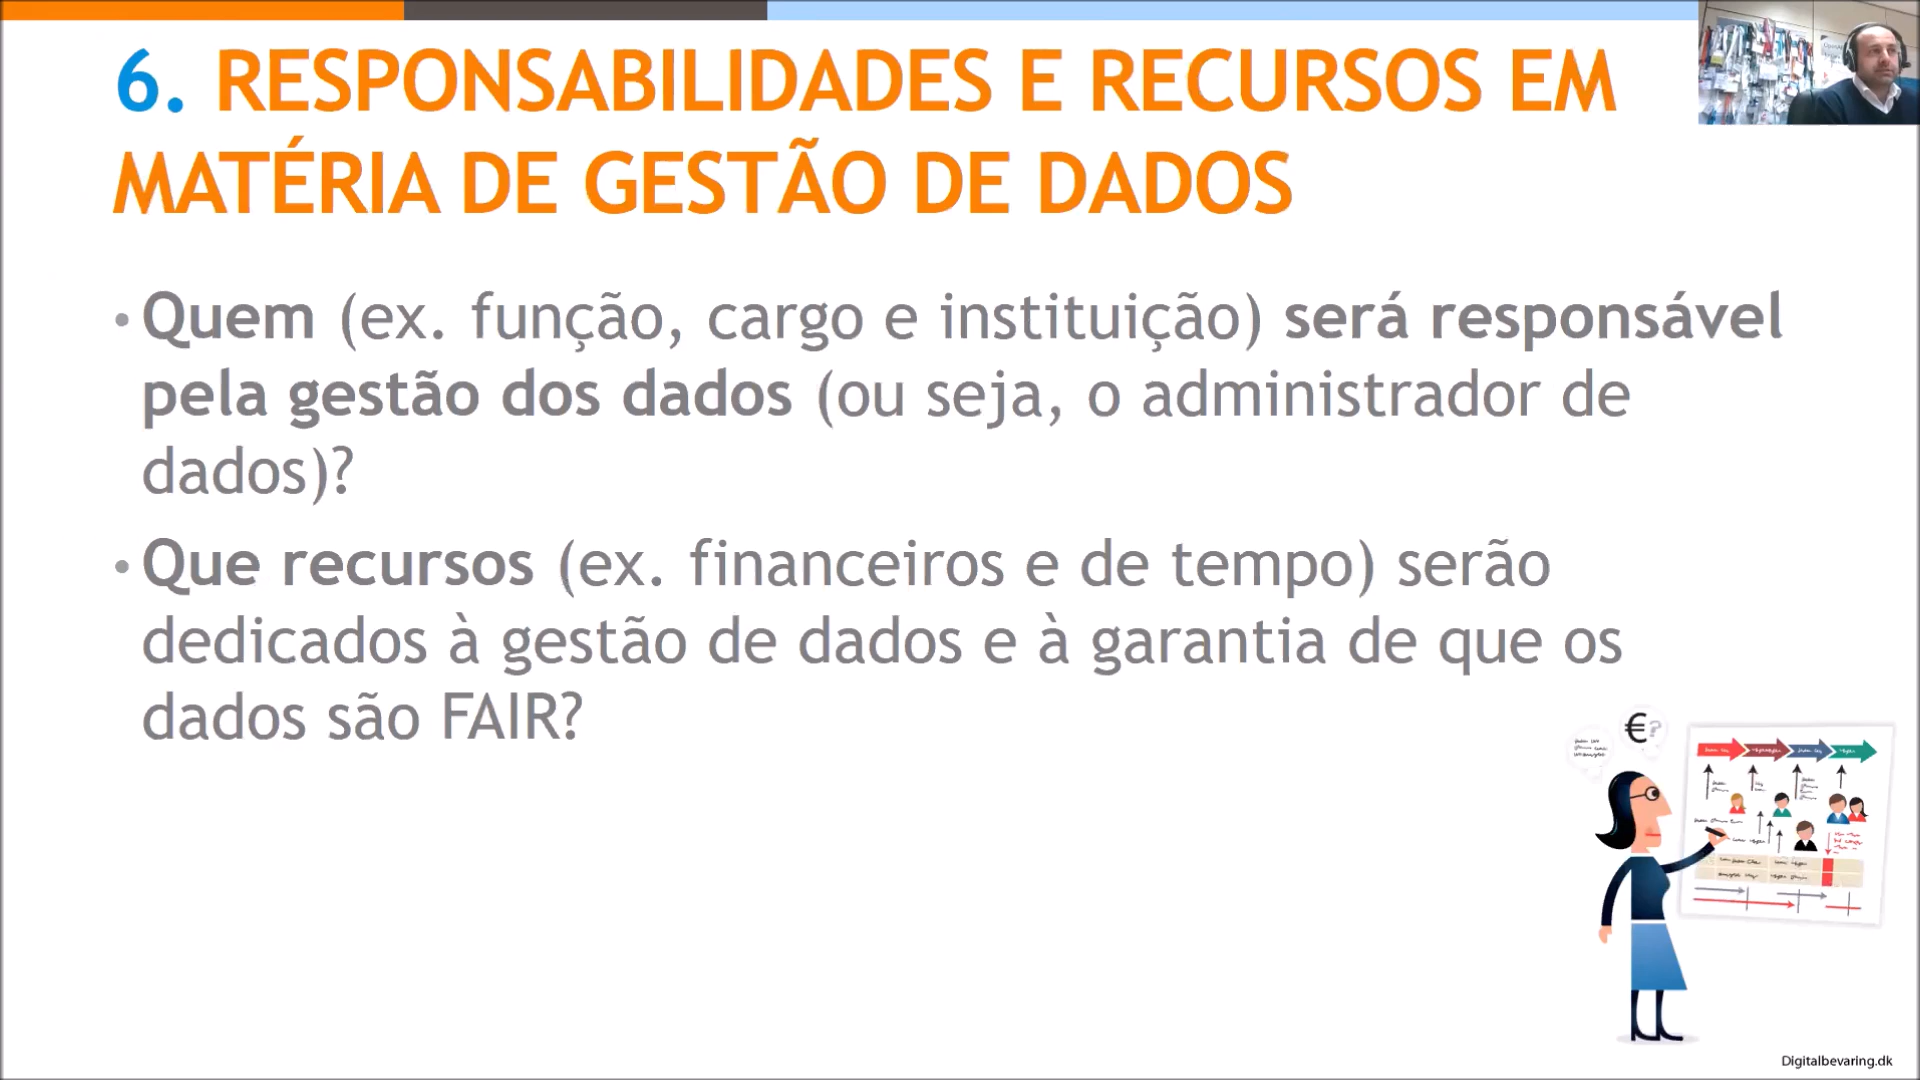 6. RESPONSABILIDADES E RECURSOS EM
MATÉRIA DE GESTÃO DE DADOS
• Quem (ex. função, cargo e instituição) será responsável
pela gestão dos dados (ou seja, o administrador de
dados)?
• Que recursos (ex. financeiros e de tempo) serão
dedicados à gestão de dados e à garantia de que os
dados são FAIR?
€?
Digitalbevaring.dk